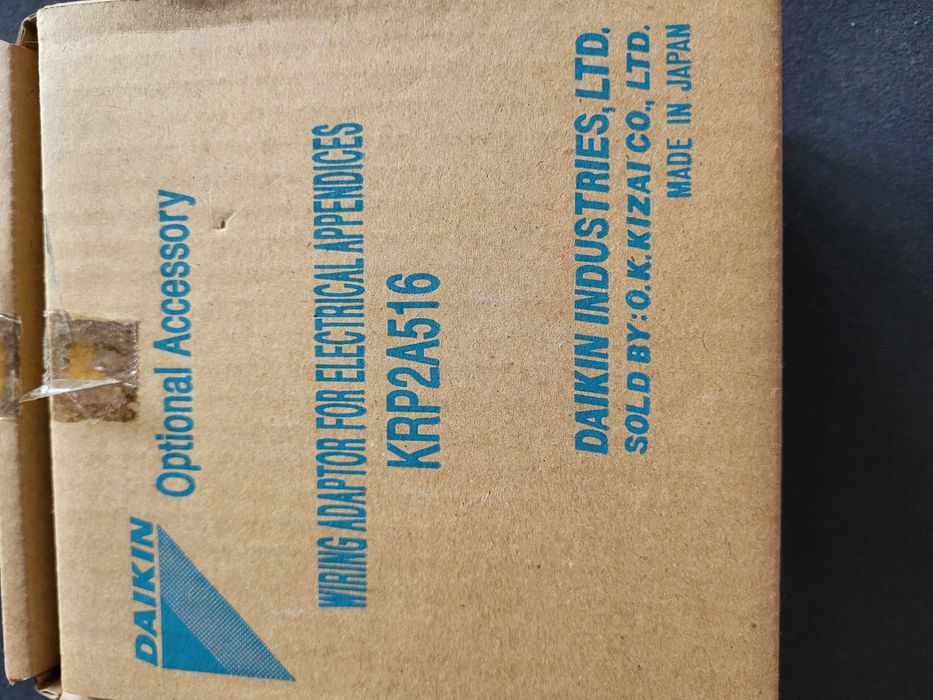 DAIKIN
Optional Accessory
WIRING ADAPTOR FOR ELECTRICAL APPENDICES
KRP2A516
DAIKIN INDUSTRIES, LTD.
SOLD BY: O.K. KIZAI CO., LTD.
MADE IN JAPAN